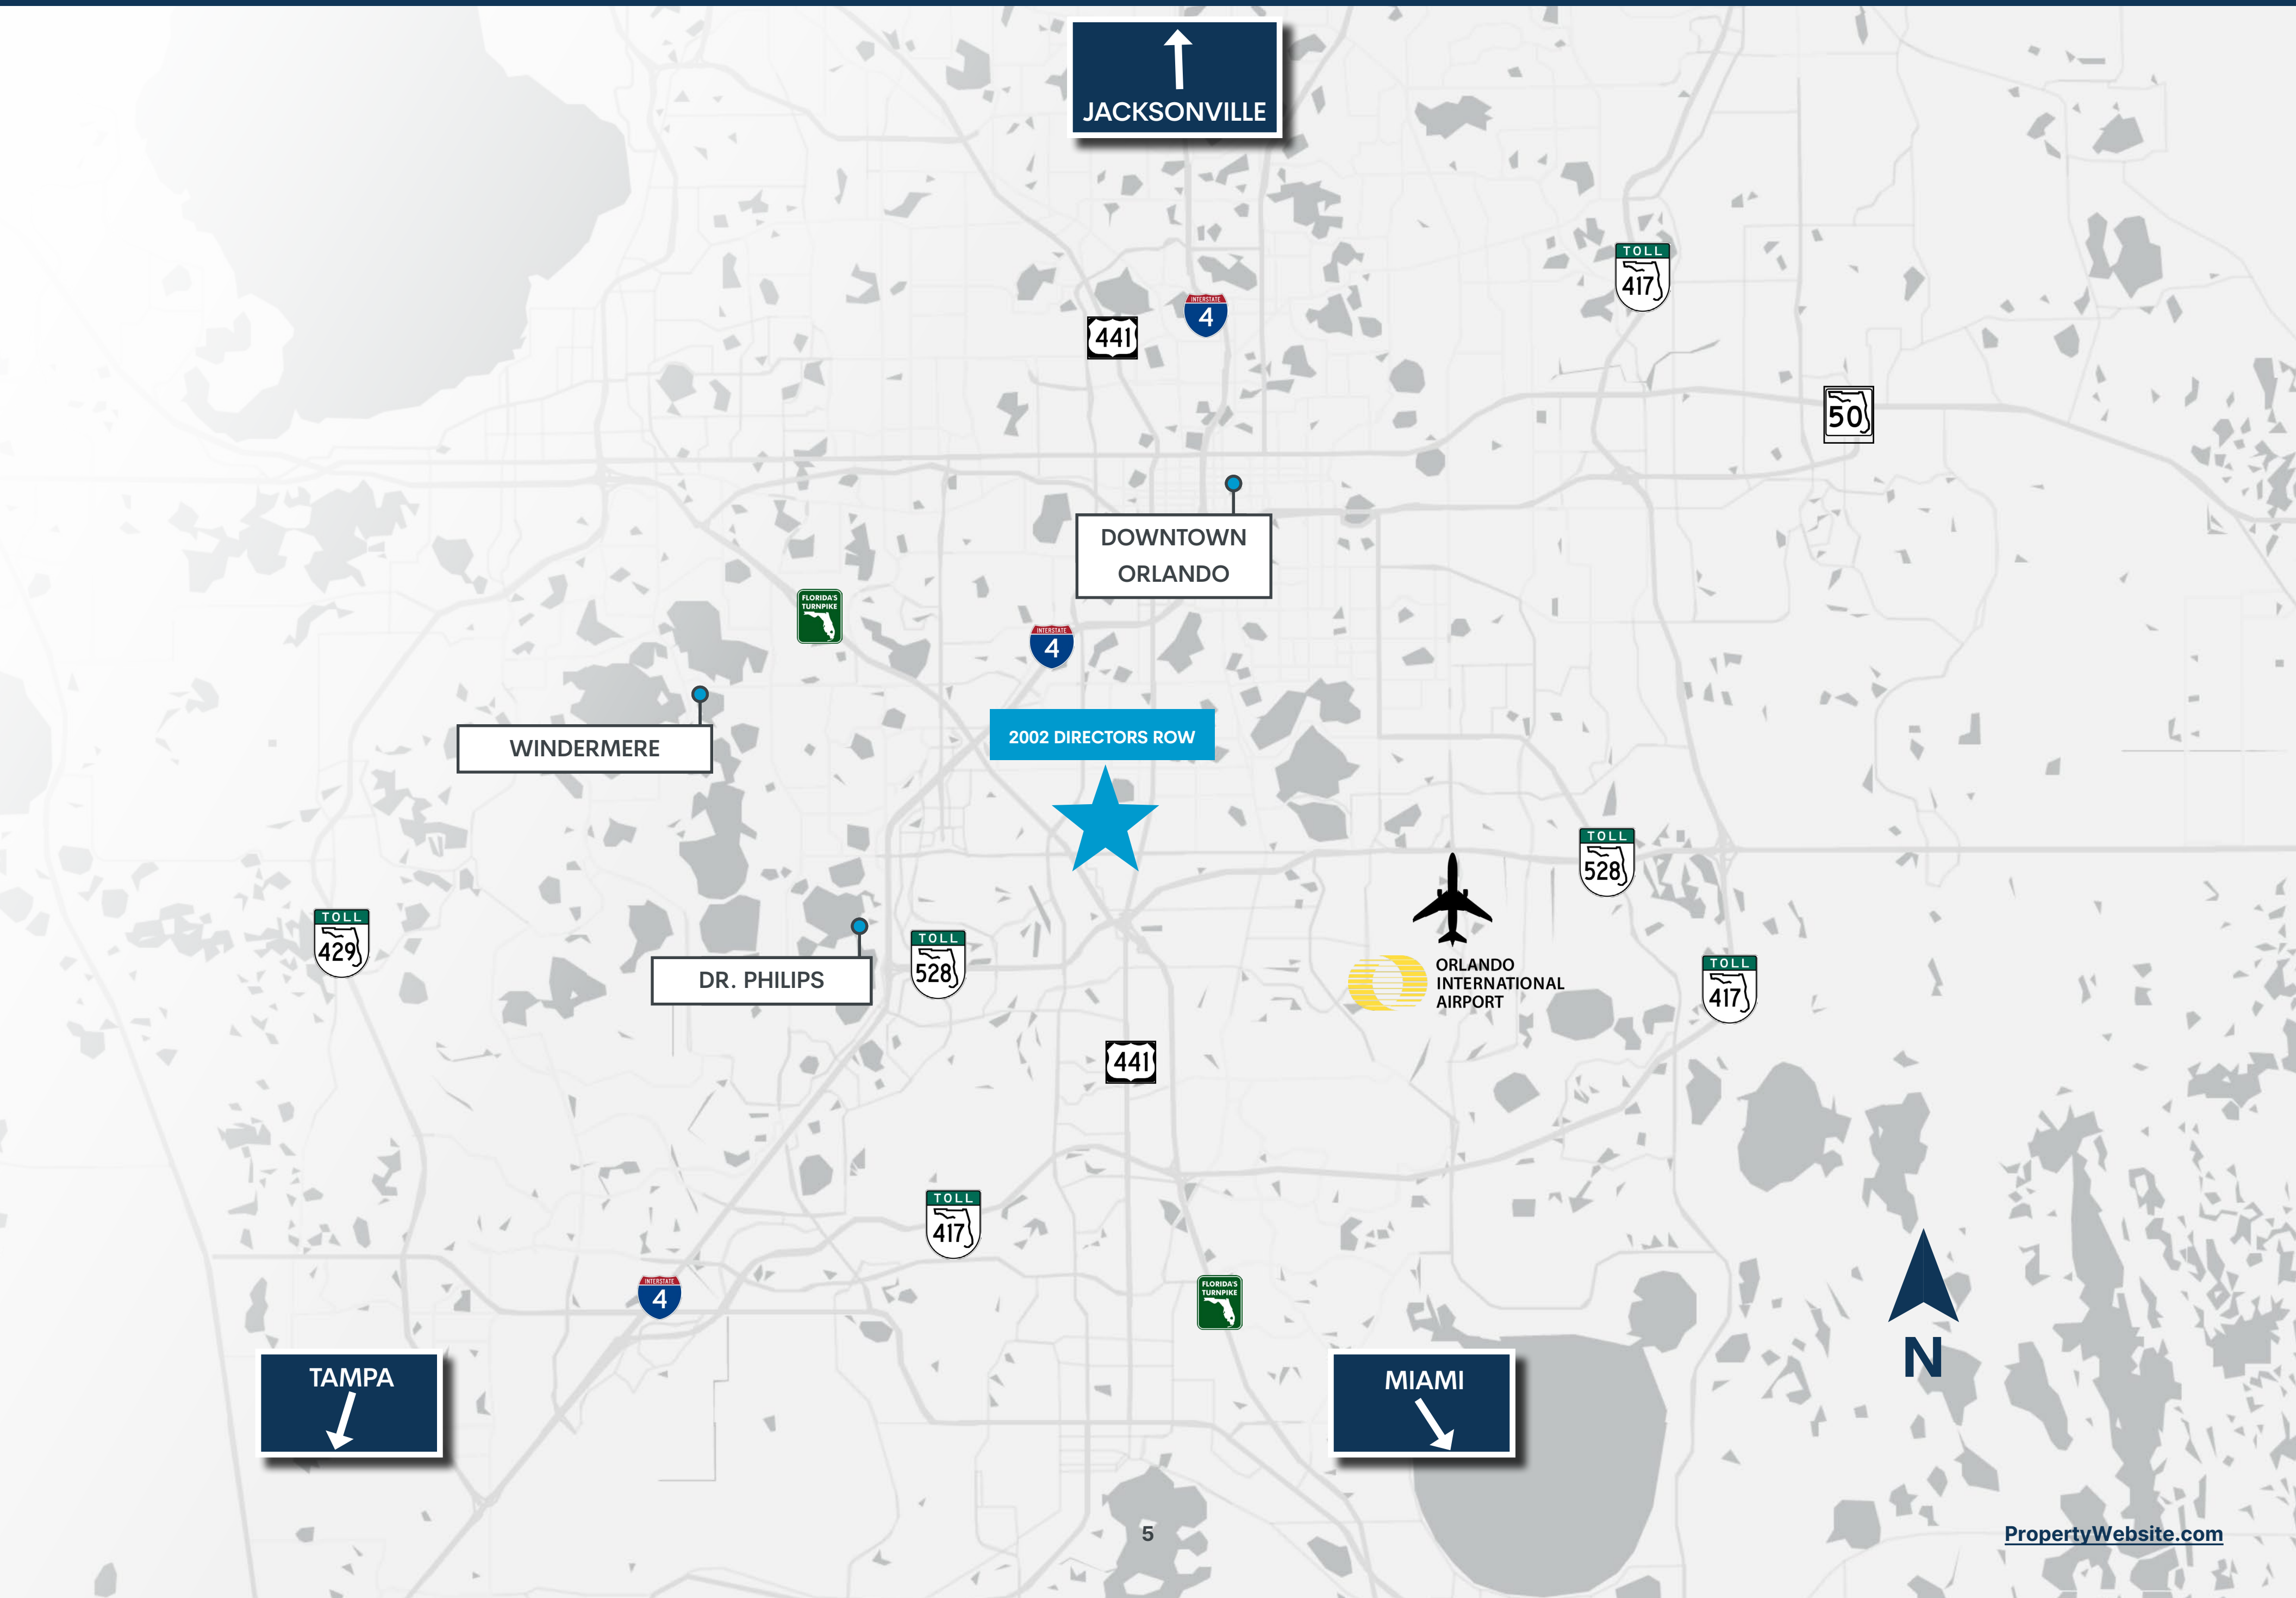 JACKSONVILLE
TOLL
417
INTERSTATE
4
441
50
DOWNTOWN
ORLANDO
FLORIDA'S
TURNPIKE
INTERSTATE
4
WINDERMERE
2002 DIRECTORS ROW
TOLL
528
TOLL
429
DR. PHILIPS
TOLL
528
ORLANDO
INTERNATIONAL
AIRPORT
TOLL
417
441
TOLL
417
INTERSTATE
4
FLORIDA'S
TURNPIKE
N
TAMPA
MIAMI
5
PropertyWebsite.com